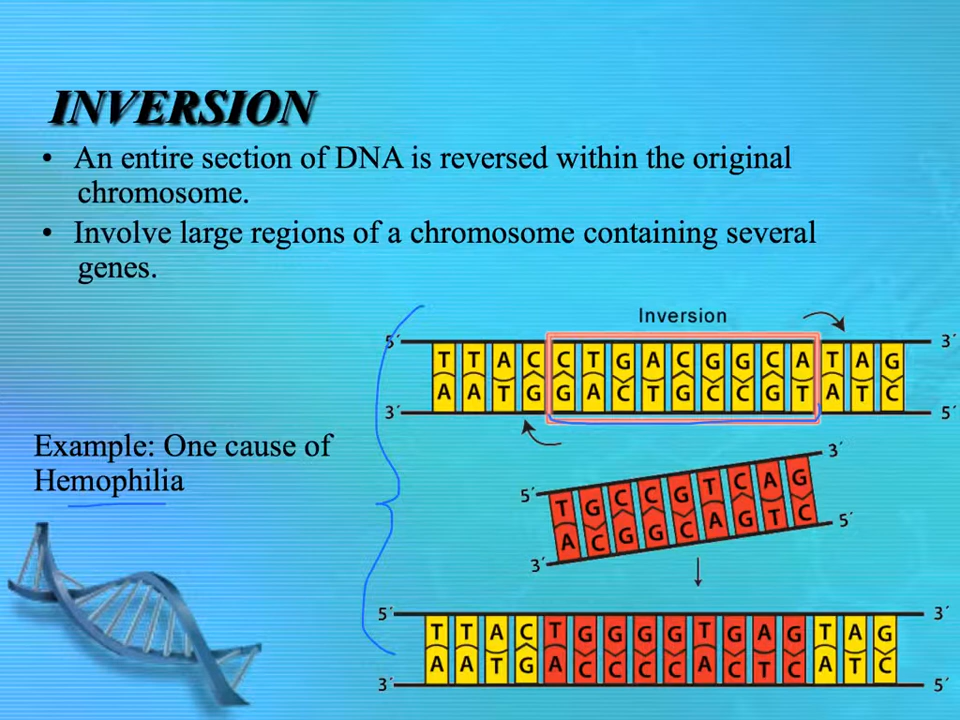 INVERSION
• An entire section of DNA is reversed within the original
chromosome.
• Involve large regions of a chromosome containing several
genes.
Inversion
5´ 3´
T T A C C T G A C G G C A T A G
A A T G G A C T G C C G T A T C
3´ 5´
Example: One cause of
Hemophilia
5´ 3´
T G C C G T C A G
A C G G C A G T C
3´ 5´
5´ 3´
T T A C T G G G G T G A G T A G
A A T G A C C C C A C T C A T C
3´ 5´